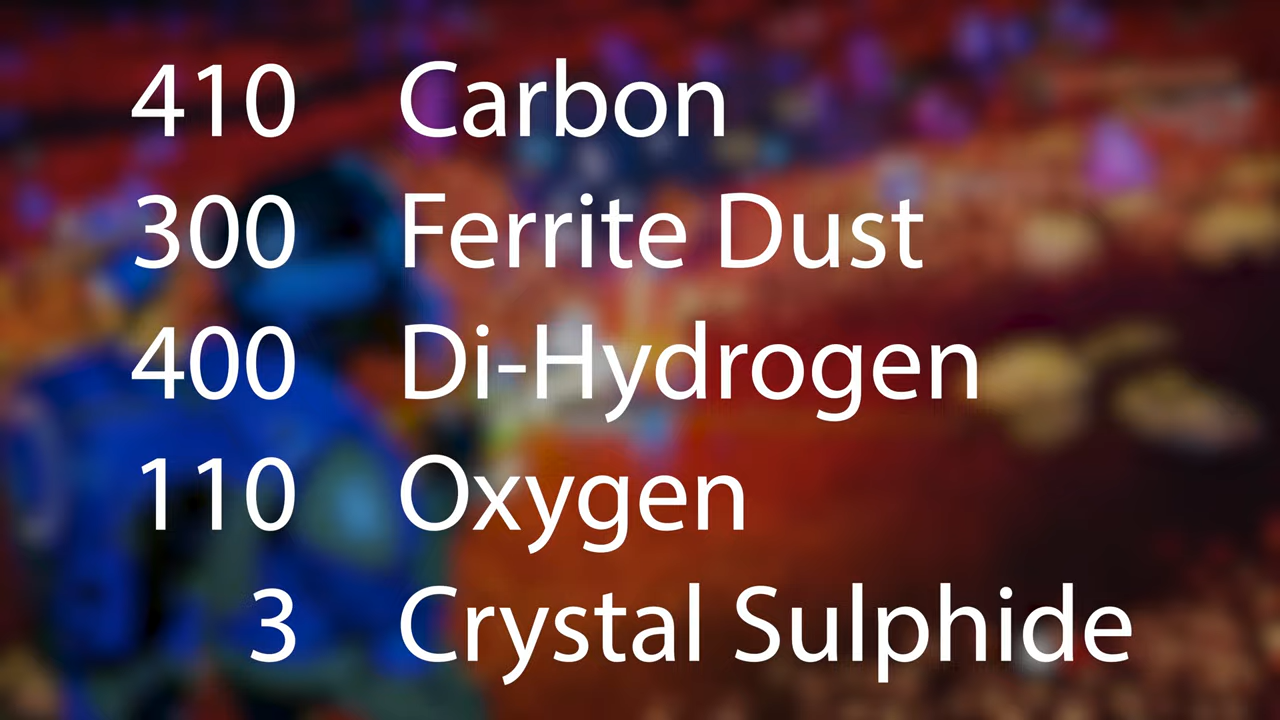 410 Carbon
300 Ferrite Dust
400 Di-Hydrogen
110 Oxygen
3 Crystal Sulphide